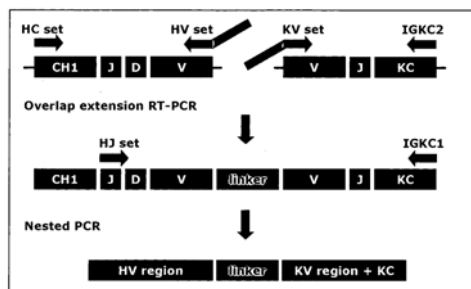 HC set HV set KV set IGKC2
CH1 J D V V J KC
Overlap extension RT-PCR
HJ set IGKC1
CH1 J D V linker V J KC
Nested PCR
HV region linker KV region + KC